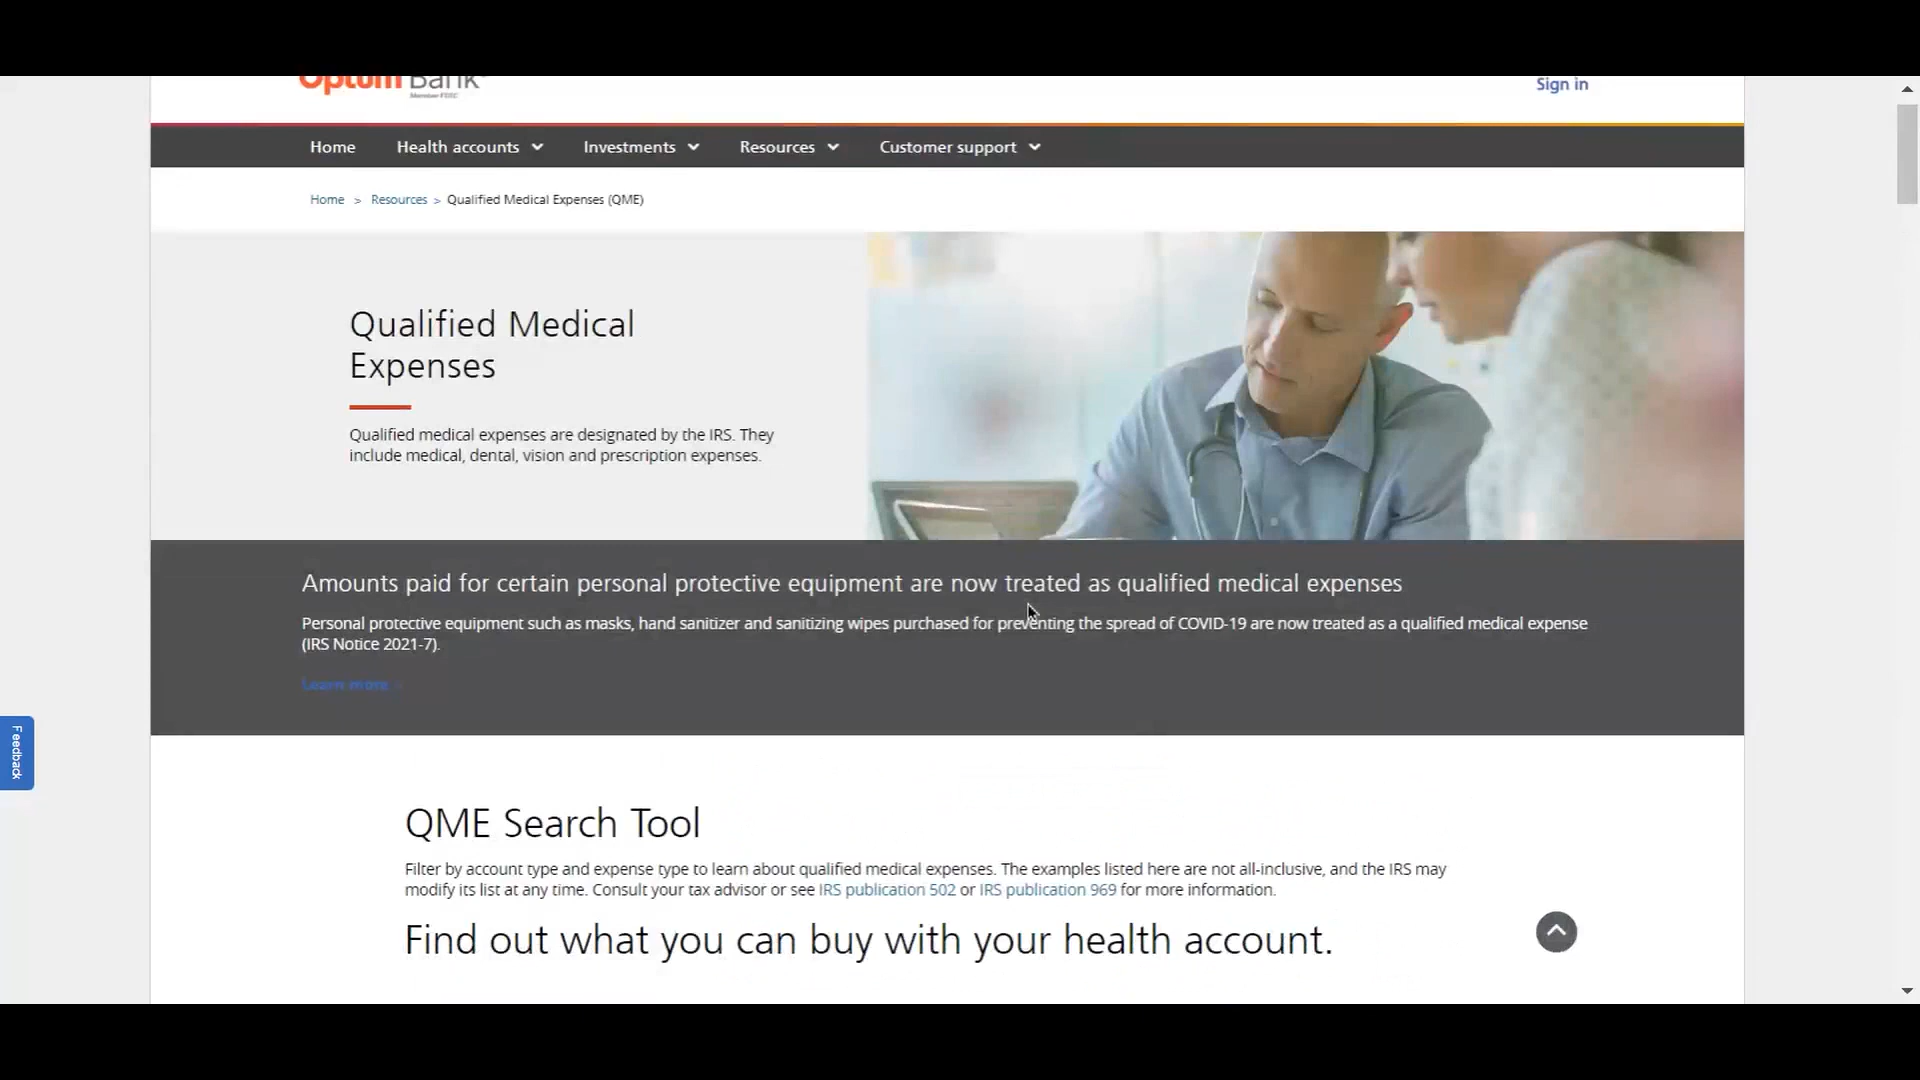 Optum Bank
Member FDIC
Sign in
Home Health accounts Investments Resources Customer support
Home > Resources > Qualified Medical Expenses (QME)
Qualified Medical
Expenses
Qualified medical expenses are designated by the IRS. They
include medical, dental, vision and prescription expenses.
Amounts paid for certain personal protective equipment are now treated as qualified medical expenses
Personal protective equipment such as masks, hand sanitizer and sanitizing wipes purchased for preventing the spread of COVID-19 are now treated as a qualified medical expense
(IRS Notice 2021-7).
Learn more
Feedback
QME Search Tool
Filter by account type and expense type to learn about qualified medical expenses. The examples listed here are not all-inclusive, and the IRS may
modify its list at any time. Consult your tax advisor or see IRS publication 502 or IRS publication 969 for more information.
Find out what you can buy with your health account.